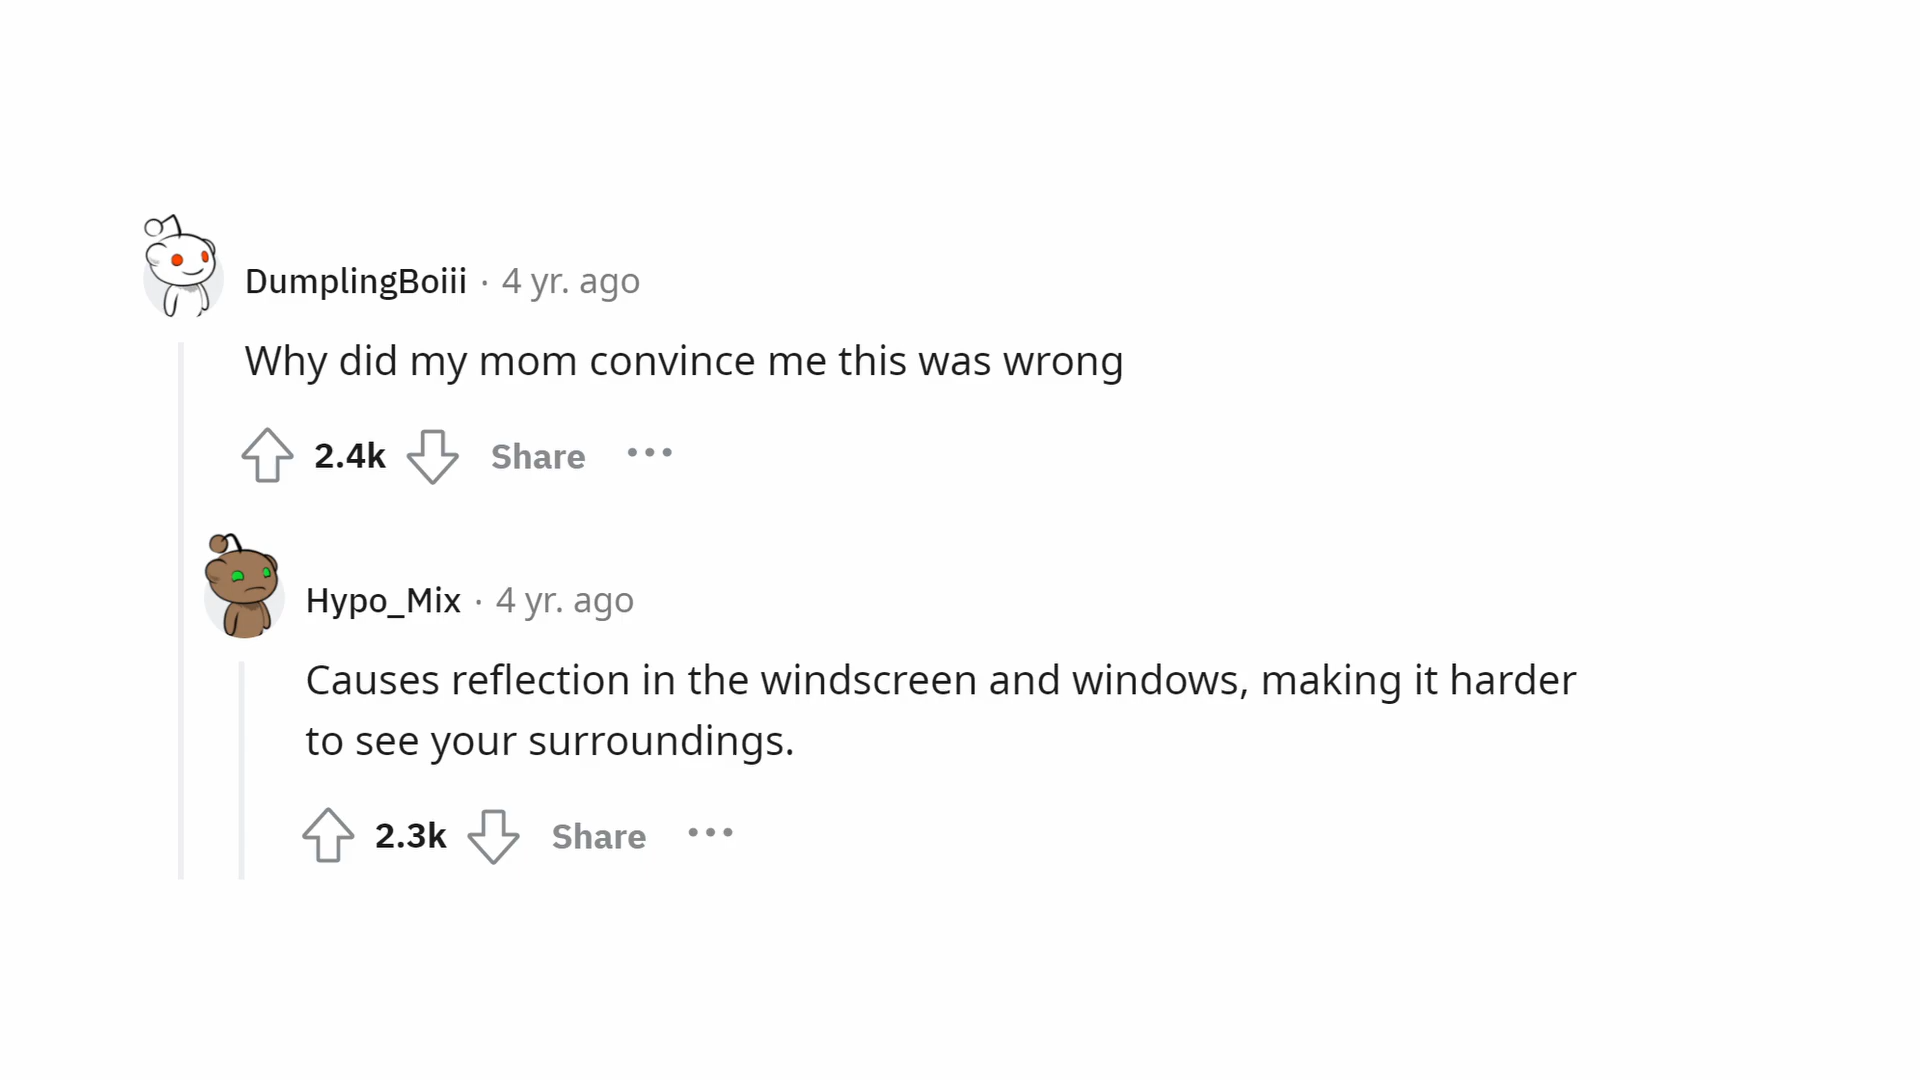 DumplingBoiii · 4 yr. ago
Why did my mom convince me this was wrong
2.4k Share •••
Hypo_Mix · 4 yr. ago
Causes reflection in the windscreen and windows, making it harder
to see your surroundings.
2.3k Share •••